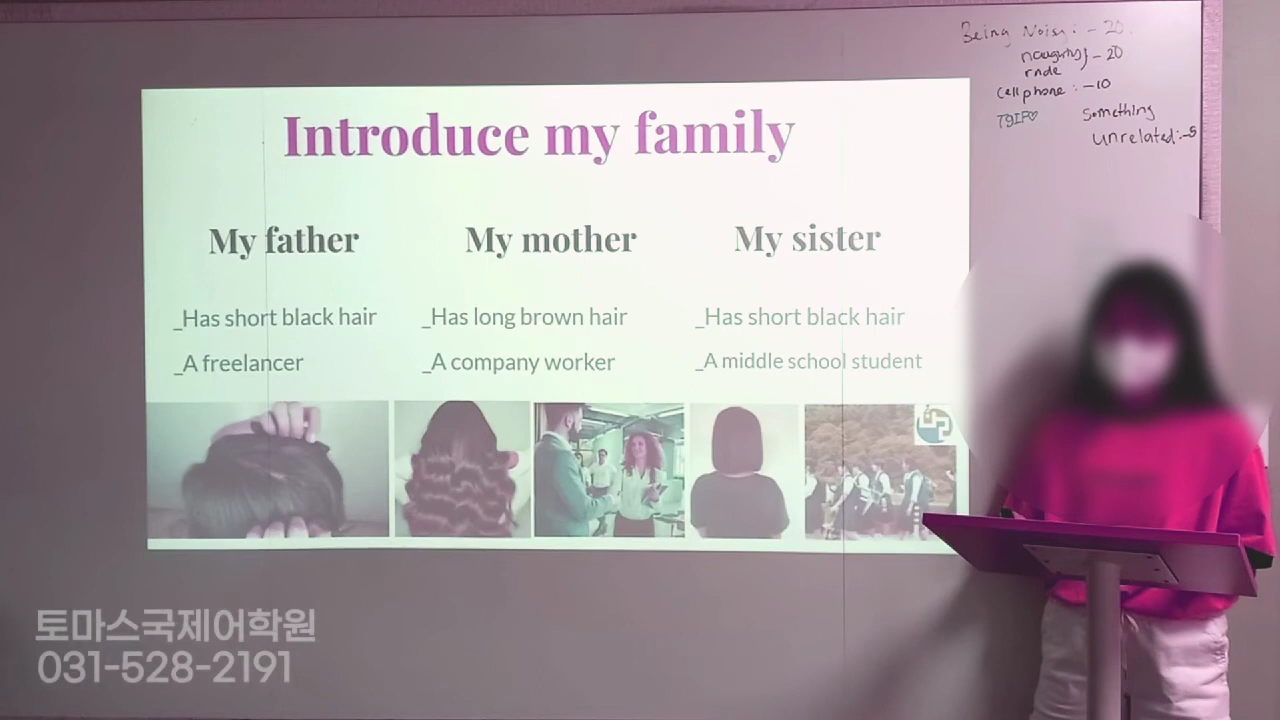 Being Noisy: -20.
naughty} -20
rude
Cell phone: -10
TGIF♡
Something
unrelated:-5
Introduce my family
My father
My mother
My sister
_Has short black hair
_Has long brown hair
_Has short black hair
_A freelancer
_A company worker
_A middle school student
토마스국제어학원
031-528-2191